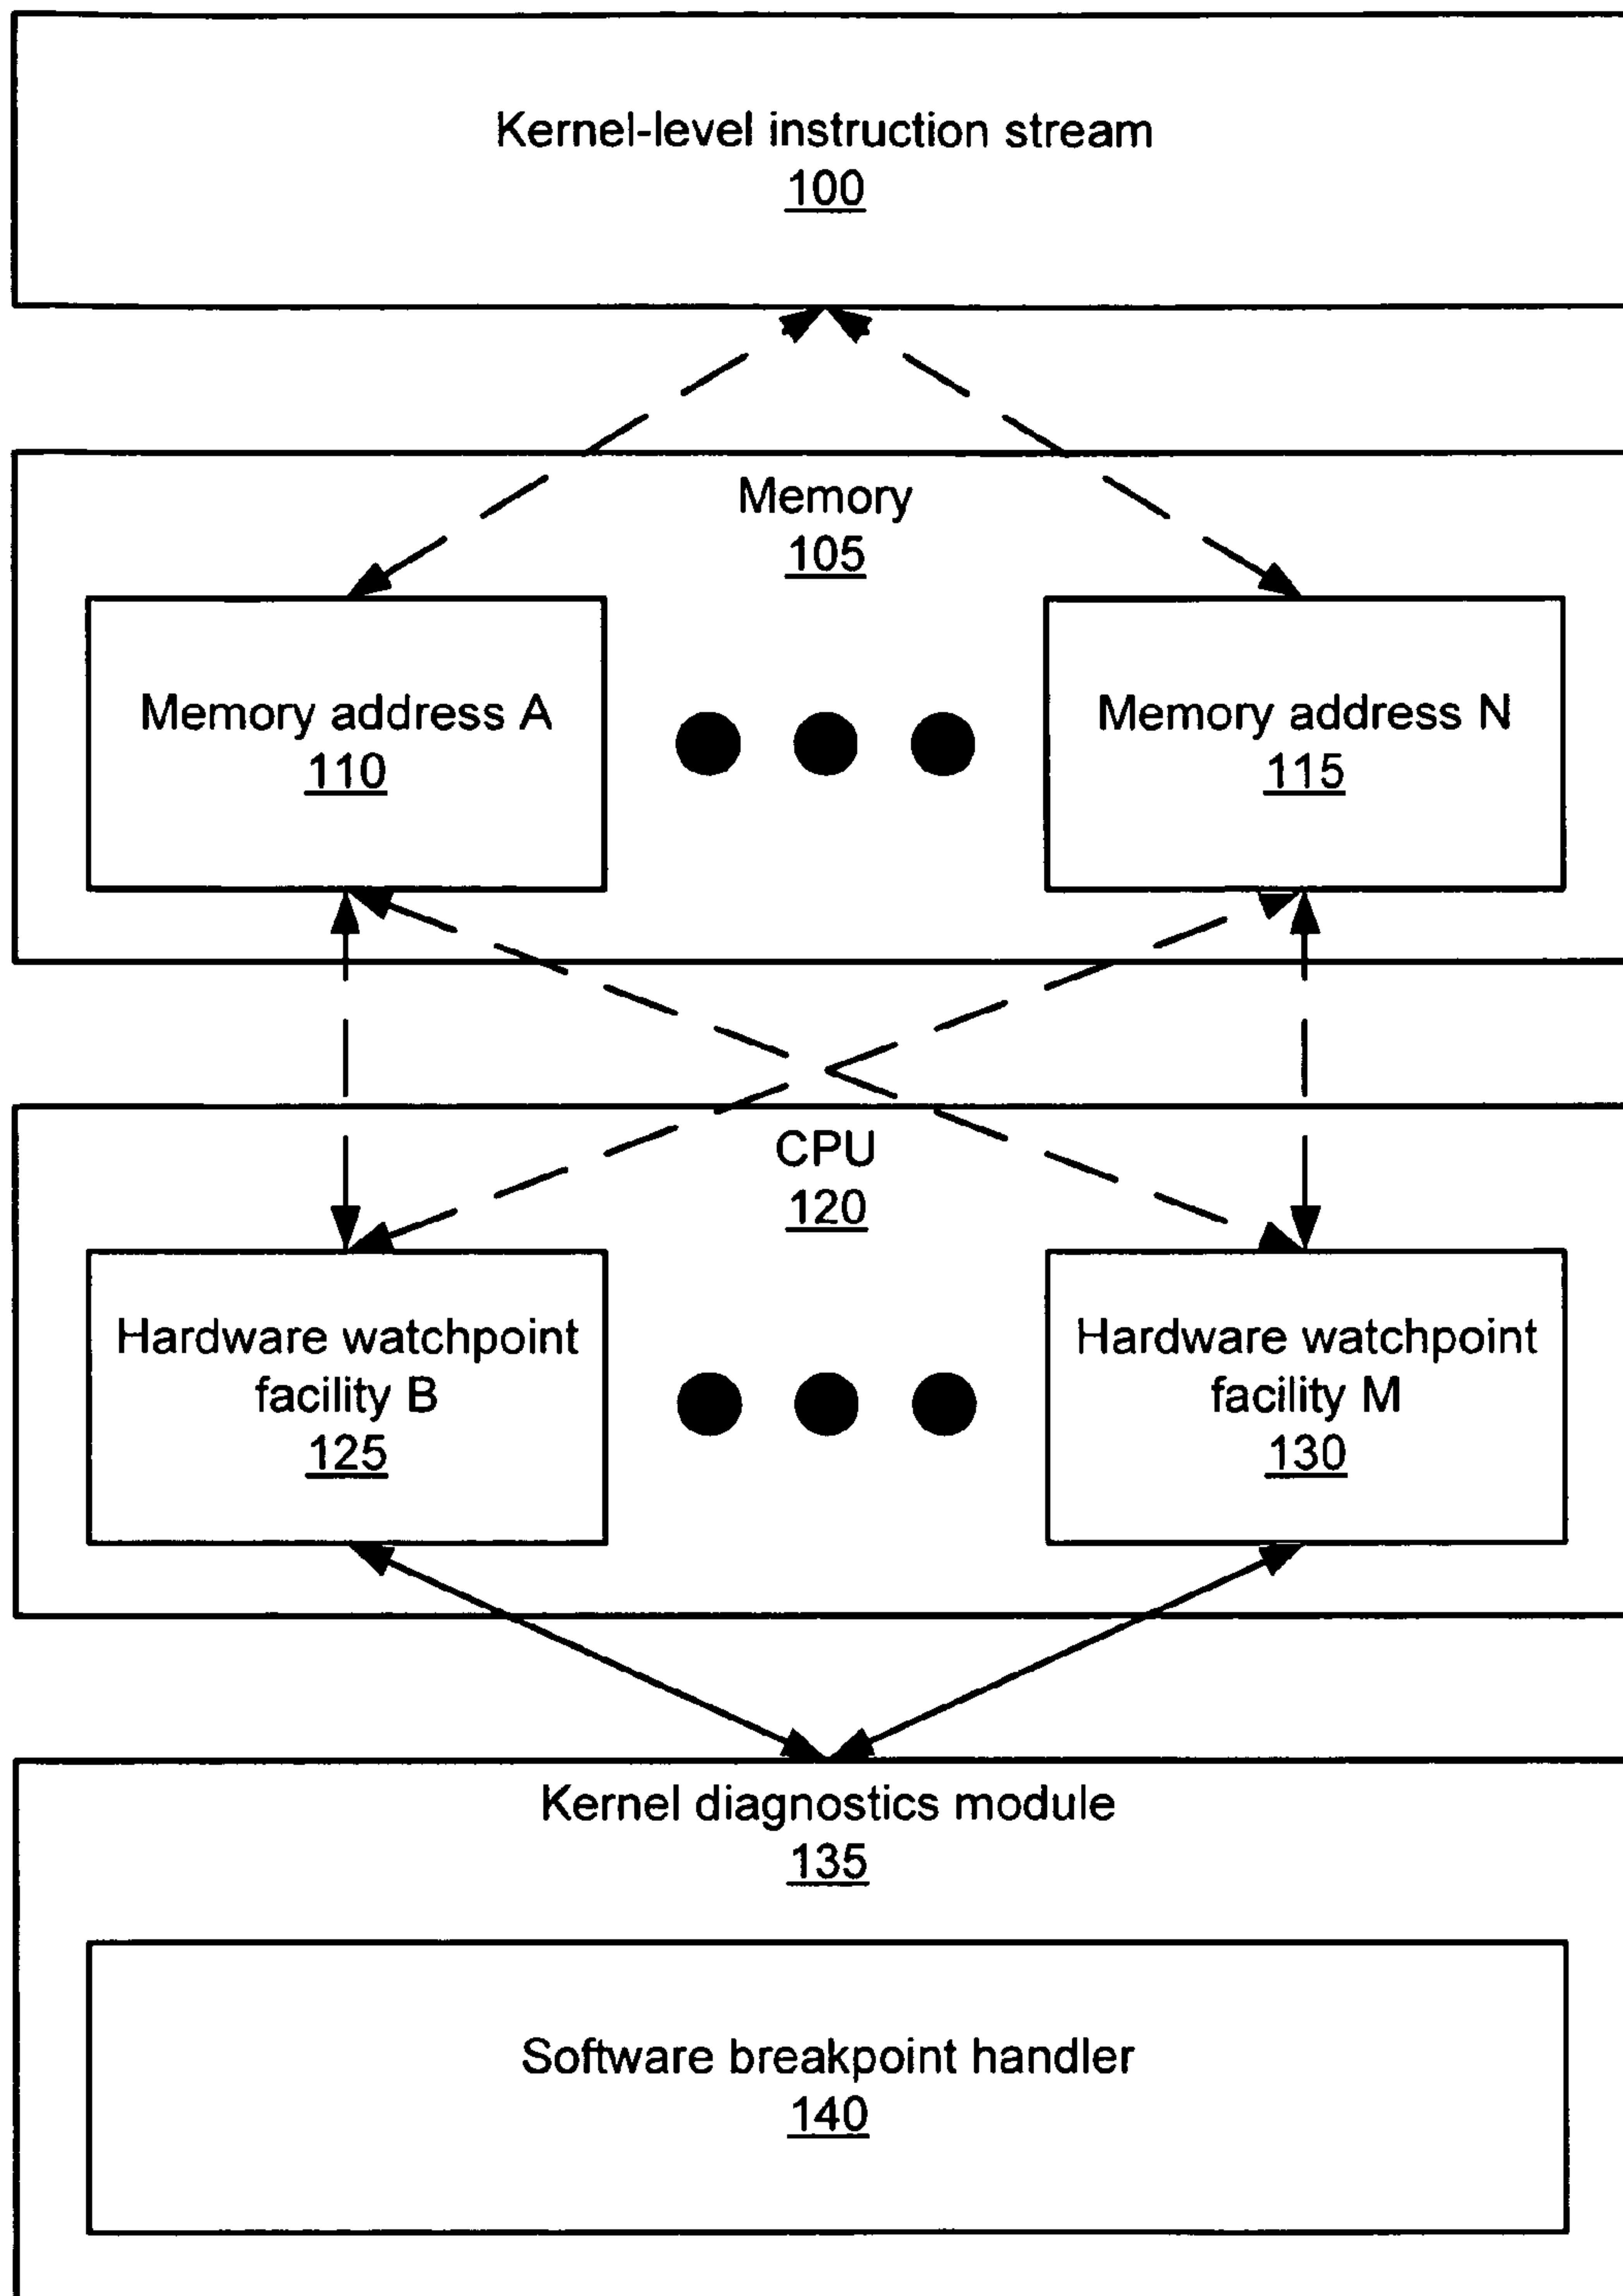 Kernel-level instruction stream
100
Memory
105
Memory address A
110
Memory address N
115
CPU
120
Hardware watchpoint
facility B
125
Hardware watchpoint
facility M
130
Kernel diagnostics module
135
Software breakpoint handler
140